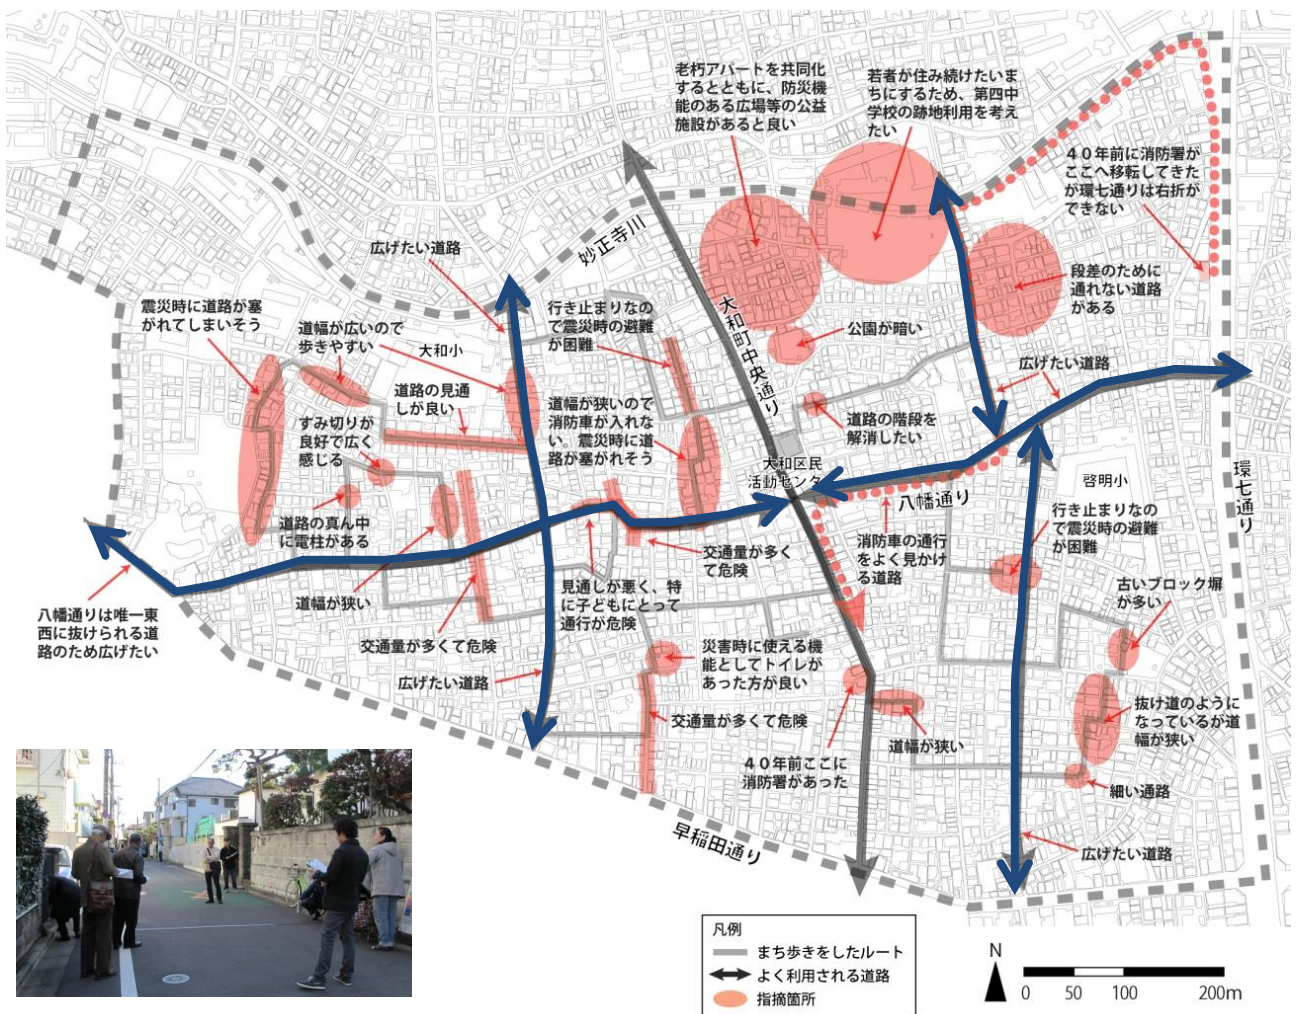 老朽アパートを共同化
するとともに、防災機
能のある広場等の公益
施設があると良い
若者が住み続けたいま
ちにするため、第四中
学校の跡地利用を考え
たい
４０年前に消防署が
ここへ移転してきた
が環七通りは右折が
できない
妙正寺川
広げたい道路
段差のために
通れない道路
がある
震災時に道路が塞
がれてしまいそう
道幅が広いので
歩きやすい
大和小
行き止まりなの
で震災時の避難
が困難
大和町中央通り
公園が暗い
広げたい道路
道路の見通
しが良い
道幅が狭いので
消防車が入れな
い。震災時に道
路が塞がれそう
道路の階段を
解消したい
すみ切りが
良好で広く
感じる
大和区民
活動センター
八幡通り
啓明小
環七通り
道路の真ん中
に電柱がある
消防車の通行
をよく見かけ
る道路
行き止まりなの
で震災時の避難
が困難
交通量が多く
て危険
八幡通りは唯一東
西に抜けられる道
路のため広げたい
道幅が狭い
見通しが悪く、特
に子どもにとって
通行が危険
古いブロック塀
が多い
交通量が多くて危険
災害時に使える機
能としてトイレが
あった方が良い
広げたい道路
交通量が多くて危険
道幅が狭い
抜け道のように
なっているが道
幅が狭い
４０年前ここに
消防署があった
細い通路
早稲田通り
広げたい道路
凡例
まち歩きをしたルート
よく利用される道路
指摘箇所
N
0 50 100 200m